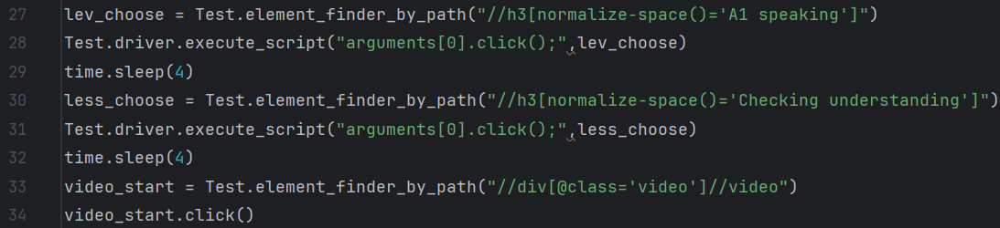 27 lev_choose = Test.element_finder_by_path("//h3[normalize-space()='A1 speaking']")
28 Test.driver.execute_script("arguments[0].click();",lev_choose)
29 time.sleep(4)
30 less_choose = Test.element_finder_by_path("//h3[normalize-space()='Checking understanding']")
31 Test.driver.execute_script("arguments[0].click();",less_choose)
32 time.sleep(4)
33 video_start = Test.element_finder_by_path("//div[@class='video']//video")
34 video_start.click()